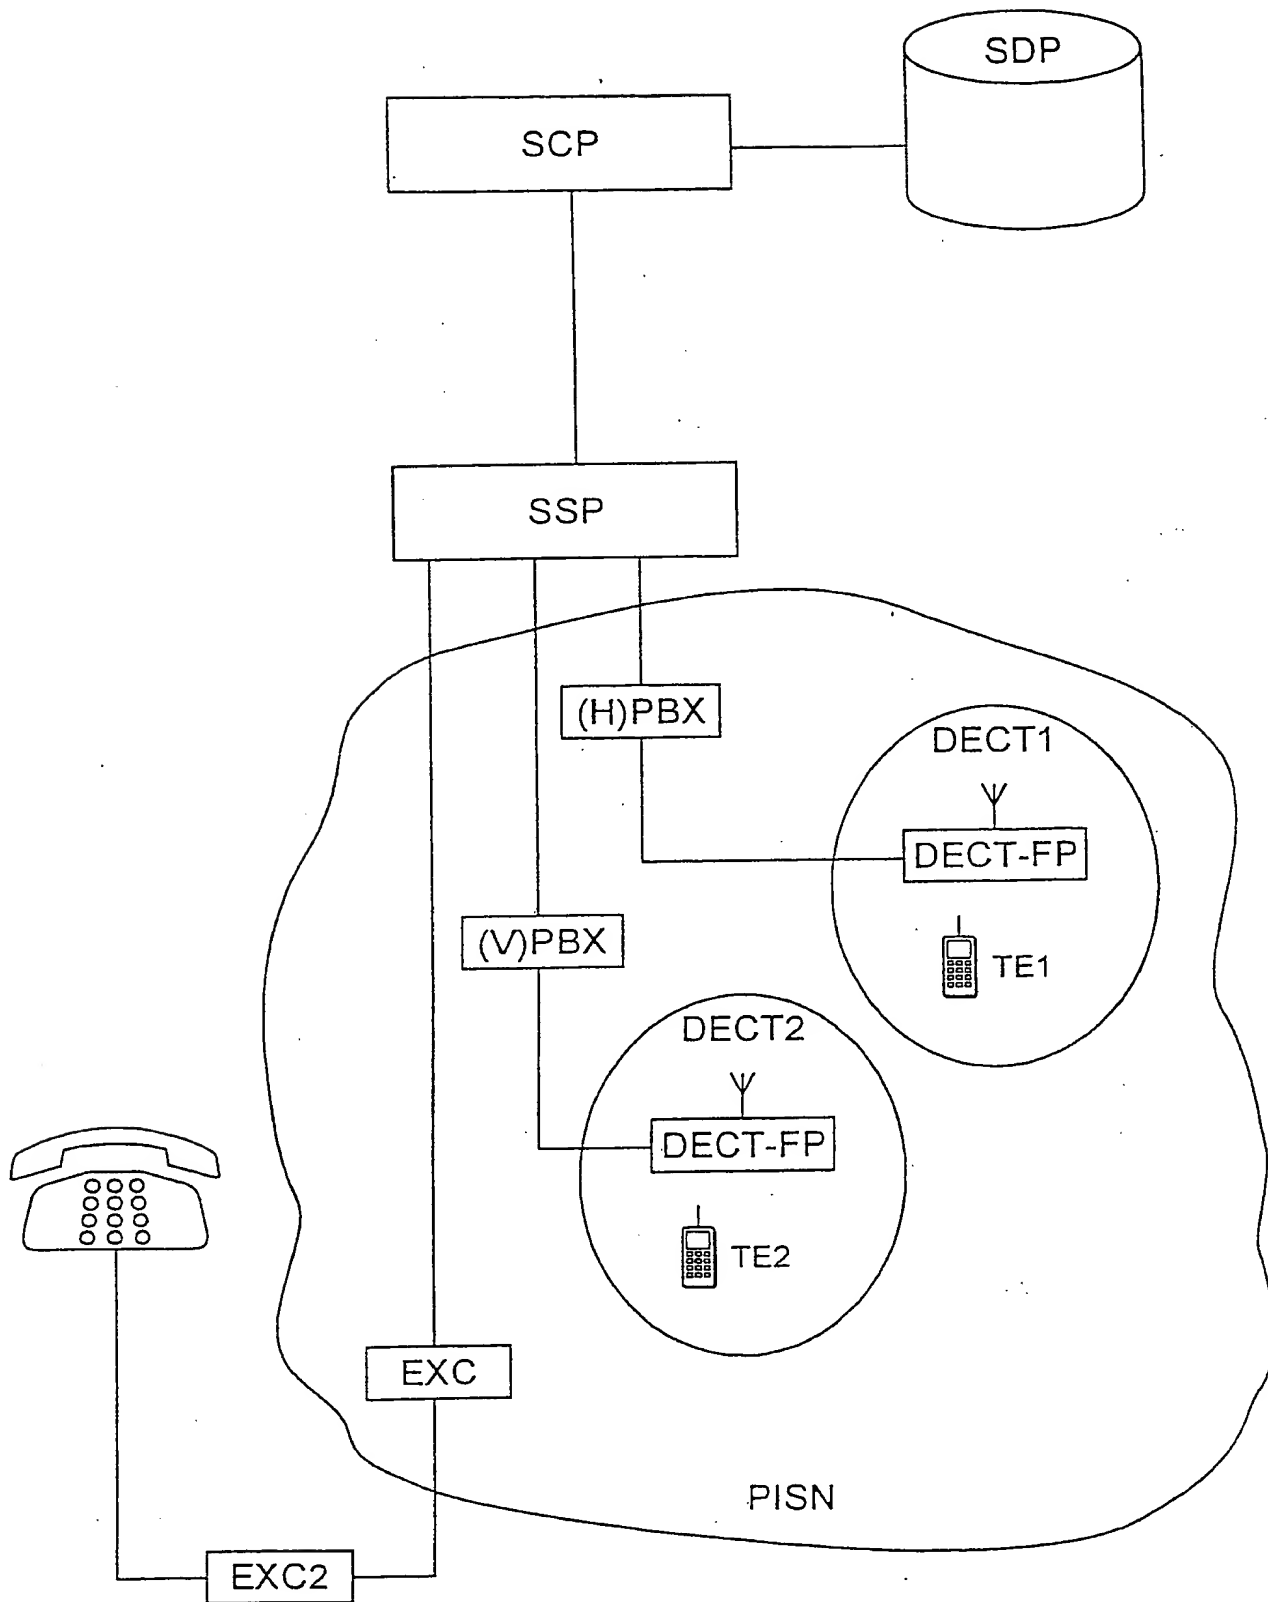 SDP
SCP
SSP
(H)PBX
DECT1
DECT-FP
(V)PBX
TE1
DECT2
DECT-FP
TE2
EXC
PISN
EXC2